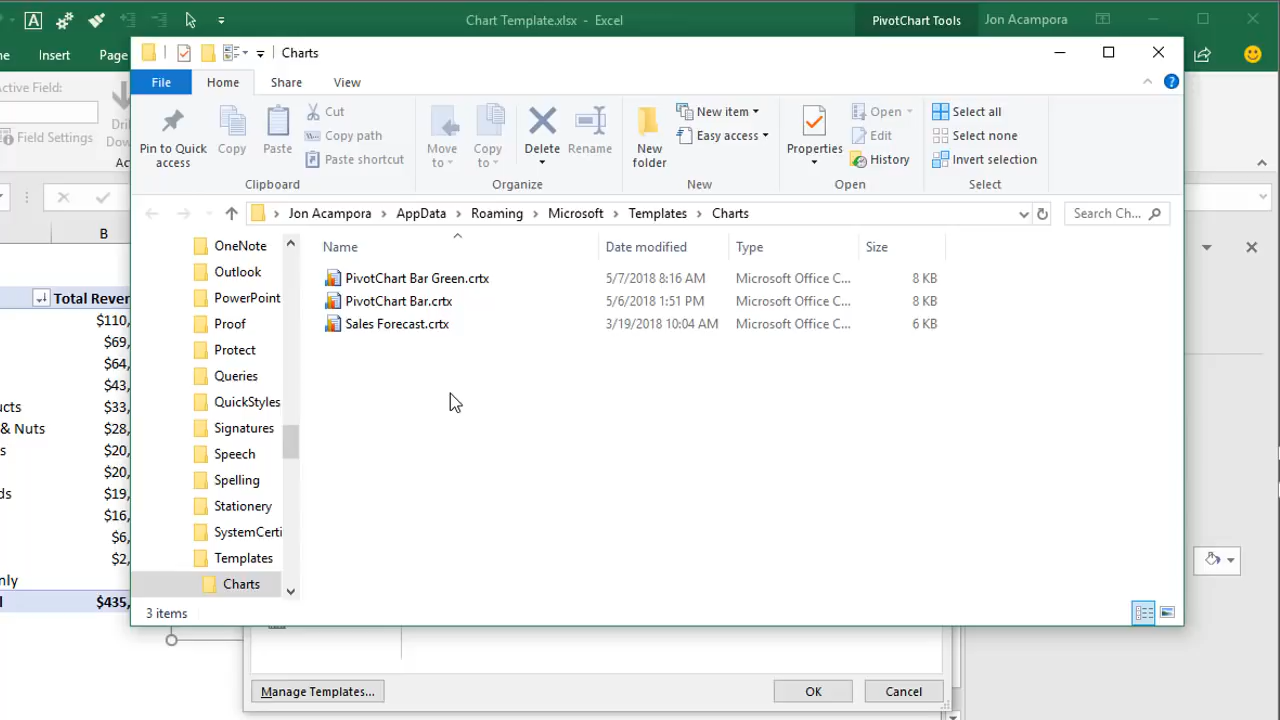 Chart Template.xlsx - Excel
PivotChart Tools
Jon Acampora
Insert
Page
Active Field:
Field Settings
Charts
File
Home
Share
View
Pin to Quick access
Copy
Paste
Cut
Copy path
Paste shortcut
Clipboard
Move to
Copy to
Delete
Rename
Organize
New folder
New item
Easy access
New
Properties
Open
Edit
History
Open
Select all
Select none
Invert selection
Select
B
Jon Acampora > AppData > Roaming > Microsoft > Templates > Charts
Search Ch...
Name
Date modified
Type
Size
PivotChart Bar Green.crtx 5/7/2018 8:16 AM Microsoft Office C... 8 KB
PivotChart Bar.crtx 5/6/2018 1:51 PM Microsoft Office C... 8 KB
Sales Forecast.crtx 3/19/2018 10:04 AM Microsoft Office C... 6 KB
OneNote
Outlook
PowerPoint
Proof
Protect
Queries
QuickStyles
Signatures
Speech
Spelling
Stationery
SystemCerti
Templates
Charts
3 items
Total Rever
$110,
$69,
$64,
$43,
ucts $33,
& Nuts $28,
s $20,
$20,
ds $19,
$16,
$6,
$2,
nly
$435,
Manage Templates...
OK
Cancel